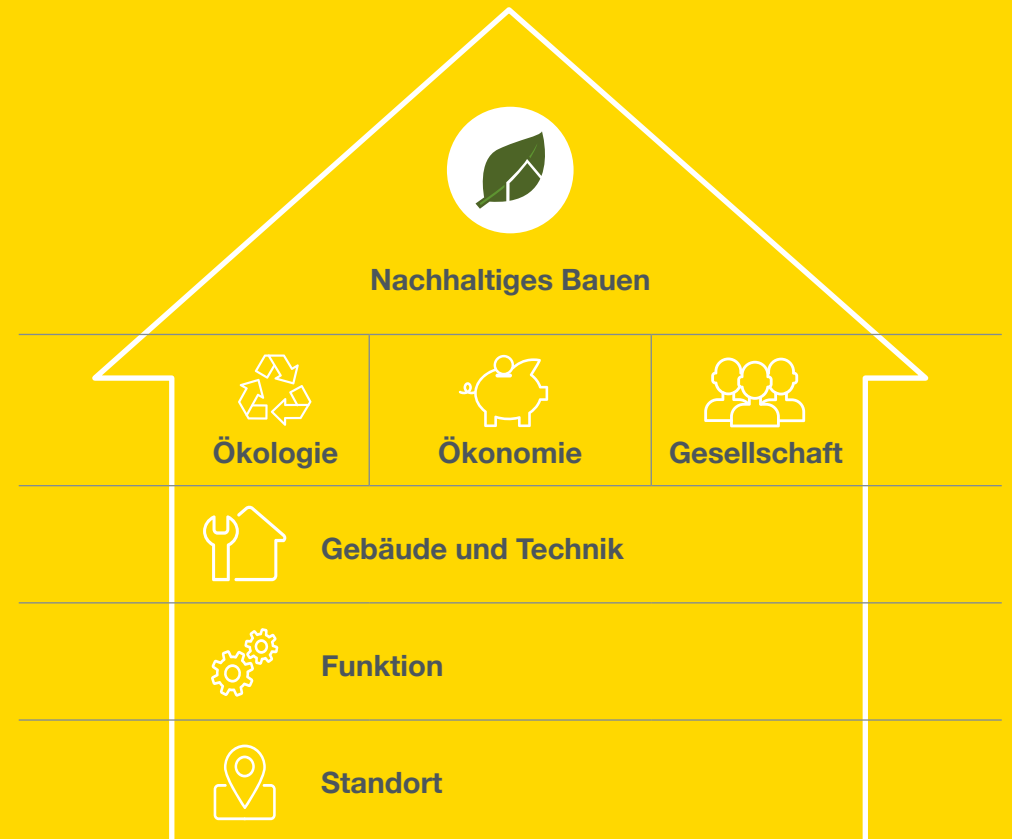 Nachhaltiges Bauen
Ökologie
Ökonomie
Gesellschaft
Gebäude und Technik
Funktion
Standort